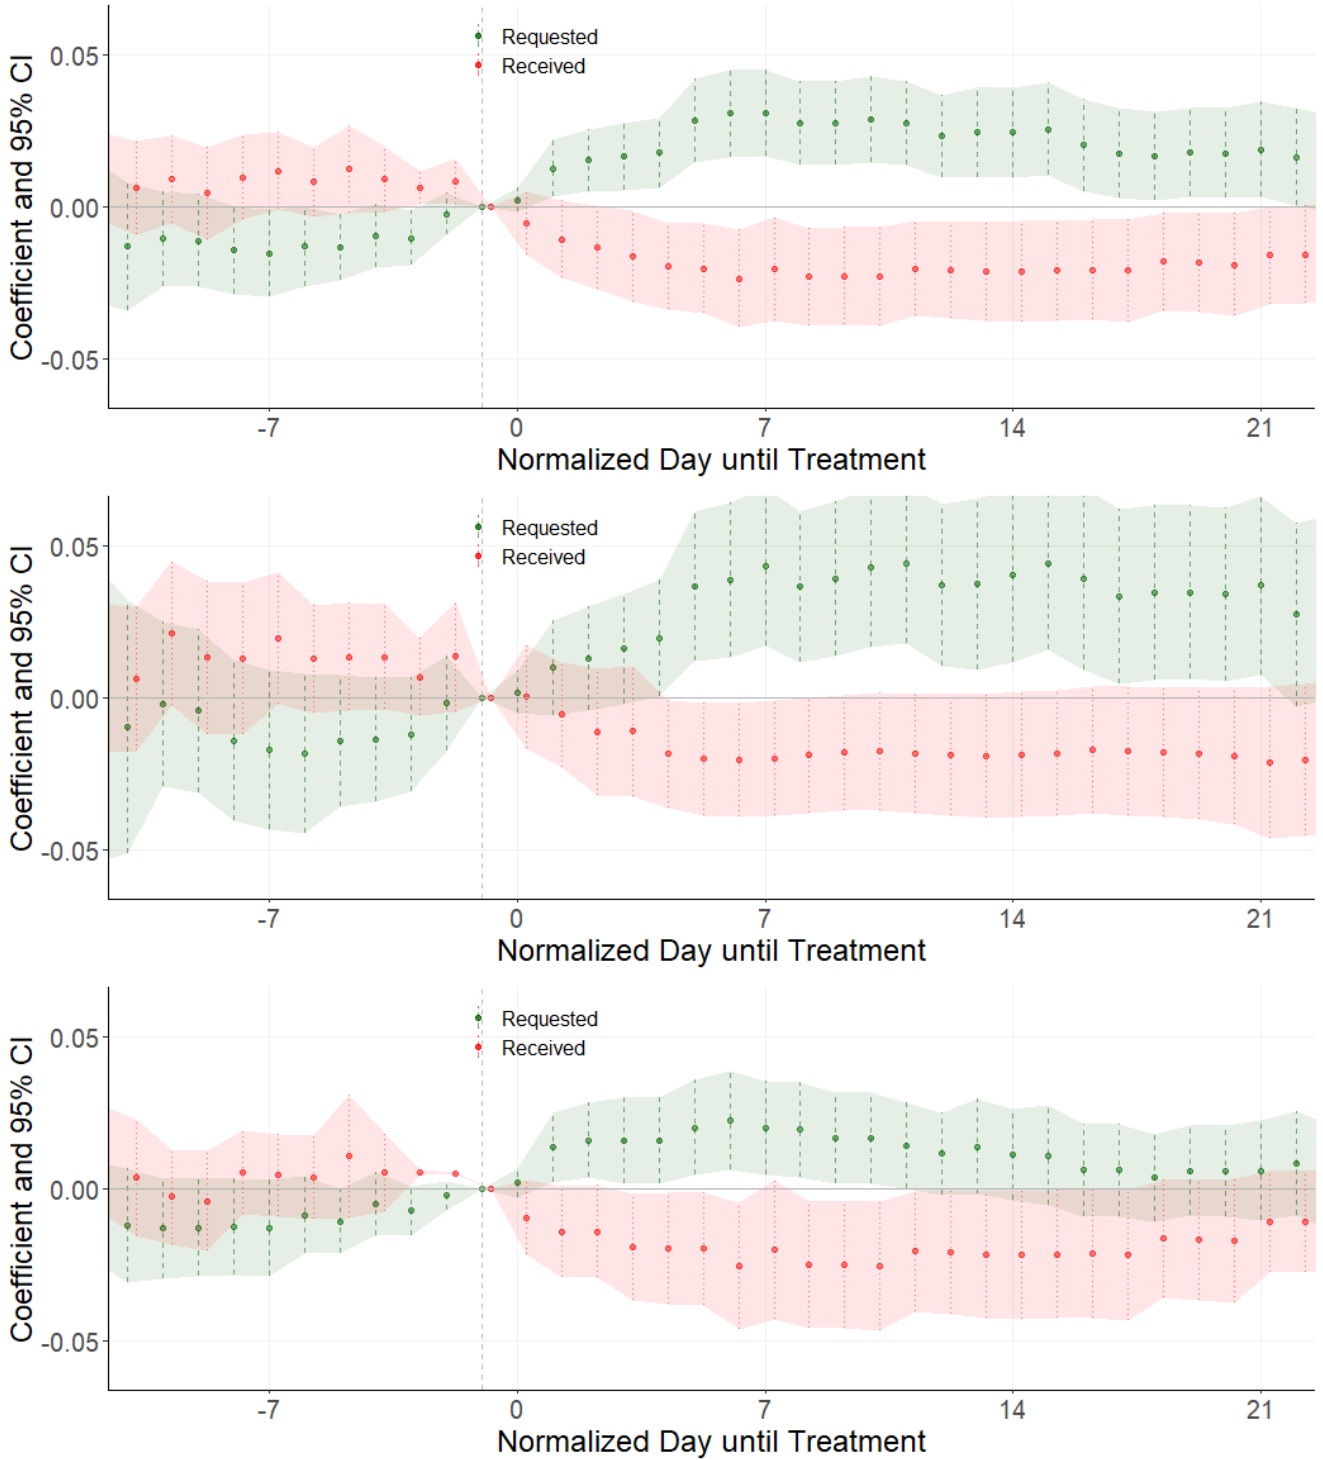 Coefficient and 95% CI
0.05
0.00
-0.05
Requested
Received
-7 0 7 14 21
Normalized Day until Treatment
Coefficient and 95% CI
0.05
0.00
-0.05
Requested
Received
-7 0 7 14 21
Normalized Day until Treatment
Coefficient and 95% CI
0.05
0.00
-0.05
Requested
Received
-7 0 7 14 21
Normalized Day until Treatment